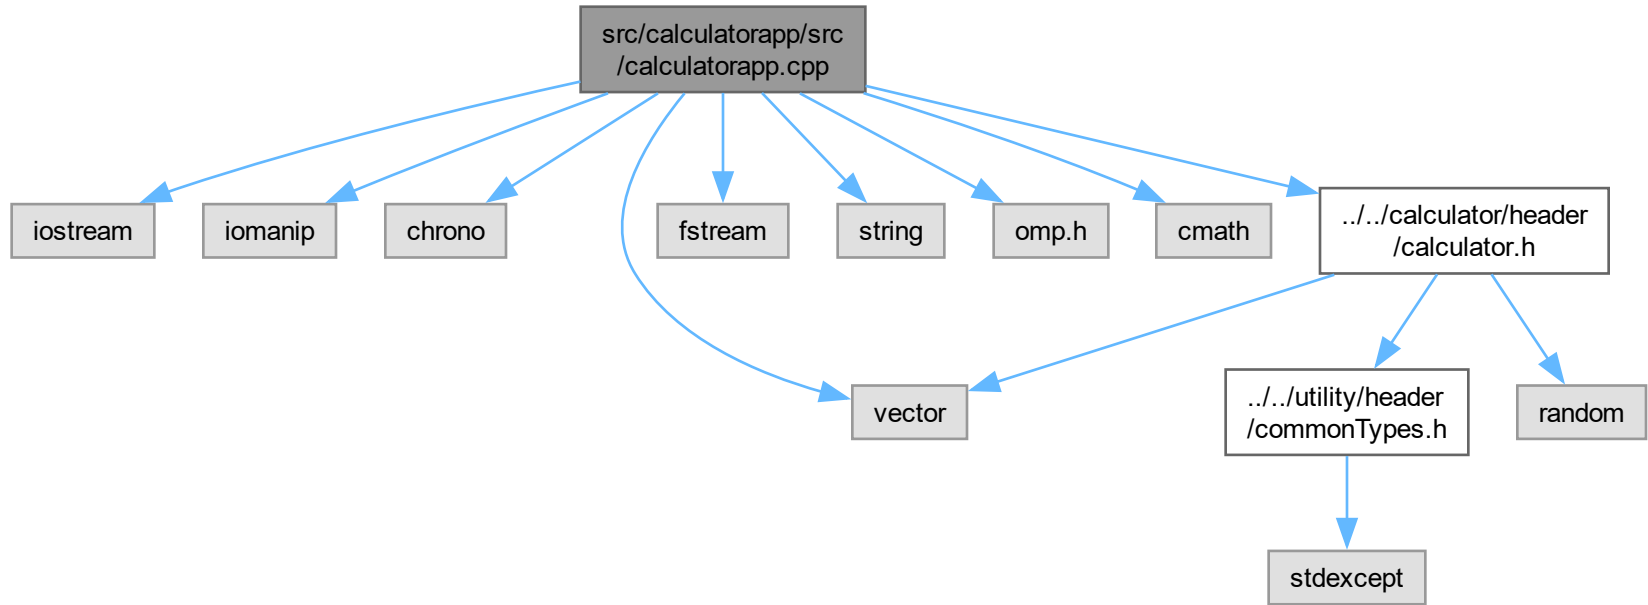 src/calculatorapp/src
/calculatorapp.cpp
iostream
iomanip
chrono
fstream
string
omp.h
cmath
../../calculator/header
/calculator.h
vector
../../utility/header
/commonTypes.h
random
stdexcept